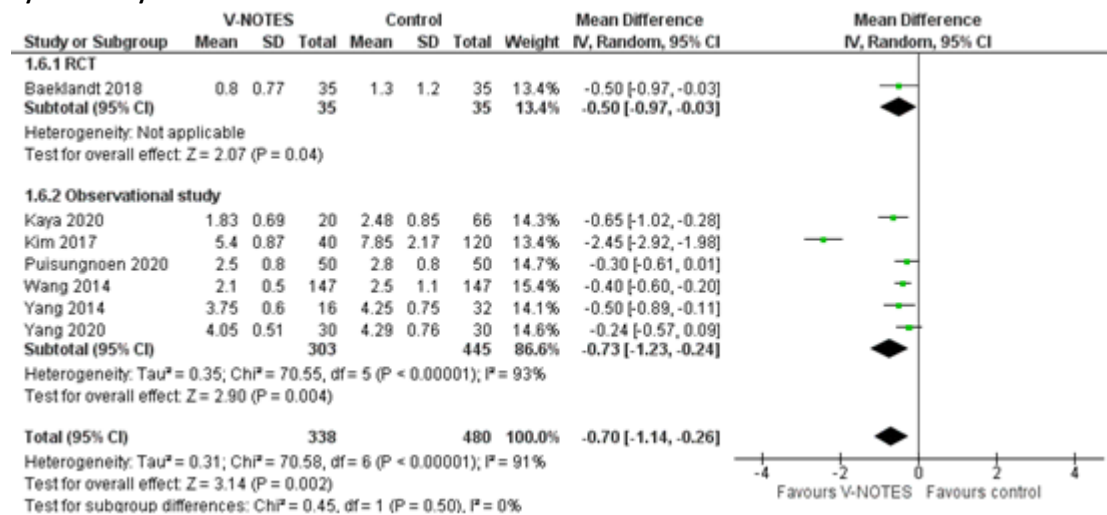 V-NOTES Control Mean Difference Mean Difference
Study or Subgroup Mean SD Total Mean SD Total Weight IV, Random, 95% CI IV, Random, 95% CI
1.6.1 RCT
Baeklandt 2018 0.8 0.77 35 1.3 1.2 35 13.4% -0.50 [-0.97, -0.03]
Subtotal (95% CI) 35 35 13.4% -0.50 [-0.97, -0.03]
Heterogeneity: Not applicable
Test for overall effect: Z = 2.07 (P = 0.04)
1.6.2 Observational study
Kaya 2020 1.83 0.69 20 2.48 0.85 66 14.3% -0.65 [-1.02, -0.28]
Kim 2017 5.4 0.87 40 7.85 2.17 120 13.4% -2.45 [-2.92, -1.98]
Puisungnoen 2020 2.5 0.8 50 2.8 0.8 50 14.7% -0.30 [-0.61, 0.01]
Wang 2014 2.1 0.5 147 2.5 1.1 147 15.4% -0.40 [-0.60, -0.20]
Yang 2014 3.75 0.6 16 4.25 0.75 32 14.1% -0.50 [-0.89, -0.11]
Yang 2020 4.05 0.51 30 4.29 0.76 30 14.6% -0.24 [-0.57, 0.09]
Subtotal (95% CI) 303 445 86.6% -0.73 [-1.23, -0.24]
Heterogeneity: Tau² = 0.35; Chi² = 70.55, df = 5 (P < 0.00001); I² = 93%
Test for overall effect: Z = 2.90 (P = 0.004)
Total (95% CI) 338 480 100.0% -0.70 [-1.14, -0.26]
Heterogeneity: Tau² = 0.31; Chi² = 70.58, df = 6 (P < 0.00001); I² = 91%
Test for overall effect: Z = 3.14 (P = 0.002)
Test for subgroup differences: Chi² = 0.45, df = 1 (P = 0.50), I² = 0%
-4 -2 0 2 4
Favours V-NOTES Favours control